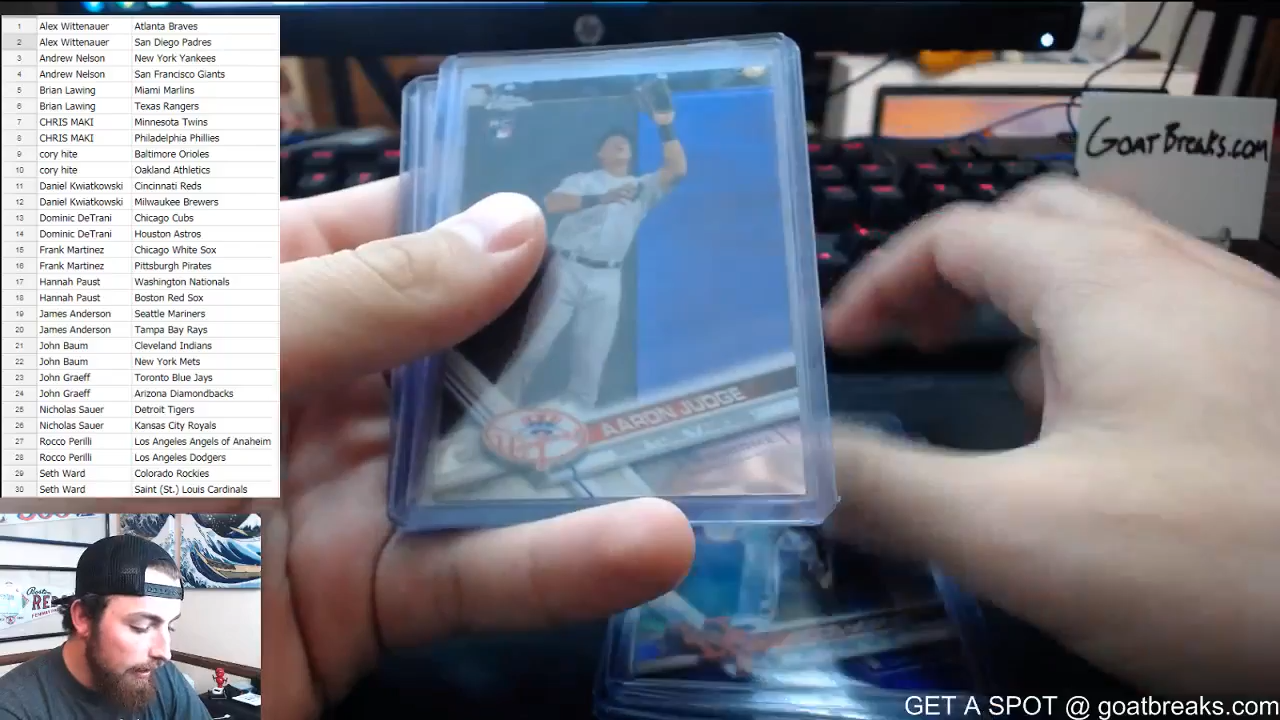 1 Alex Wittenauer Atlanta Braves
2 Alex Wittenauer San Diego Padres
3 Andrew Nelson New York Yankees
4 Andrew Nelson San Francisco Giants
5 Brian Lawing Miami Marlins
6 Brian Lawing Texas Rangers
7 CHRIS MAKI Minnesota Twins
8 CHRIS MAKI Philadelphia Phillies
9 cory hite Baltimore Orioles
10 cory hite Oakland Athletics
11 Daniel Kwiatkowski Cincinnati Reds
12 Daniel Kwiatkowski Milwaukee Brewers
13 Dominic DeTrani Chicago Cubs
14 Dominic DeTrani Houston Astros
15 Frank Martinez Chicago White Sox
16 Frank Martinez Pittsburgh Pirates
17 Hannah Paust Washington Nationals
18 Hannah Paust Boston Red Sox
19 James Anderson Seattle Mariners
20 James Anderson Tampa Bay Rays
21 John Baum Cleveland Indians
22 John Baum New York Mets
23 John Graeff Toronto Blue Jays
24 John Graeff Arizona Diamondbacks
25 Nicholas Sauer Detroit Tigers
26 Nicholas Sauer Kansas City Royals
27 Rocco Perilli Los Angeles Angels of Anaheim
28 Rocco Perilli Los Angeles Dodgers
29 Seth Ward Colorado Rockies
30 Seth Ward Saint (St.) Louis Cardinals
GOATBREAKS.COM
AARON JUDGE
Boston
RED
GET A SPOT @ goatbreaks.com